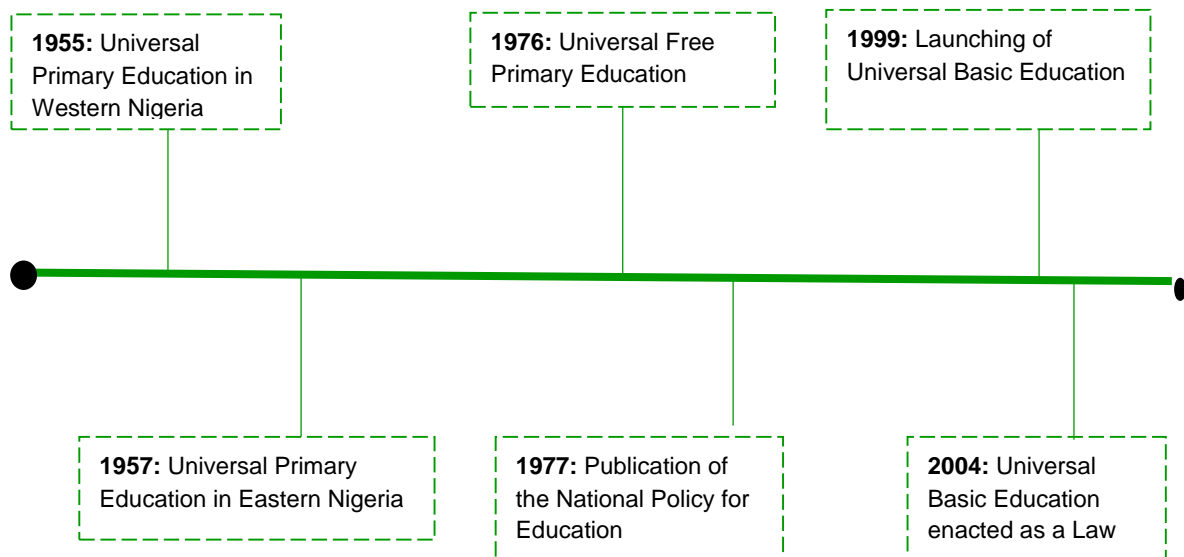 1955: Universal
Primary Education in
Western Nigeria
1976: Universal Free
Primary Education
1999: Launching of
Universal Basic Education
1957: Universal Primary
Education in Eastern Nigeria
1977: Publication of
the National Policy for
Education
2004: Universal
Basic Education
enacted as a Law